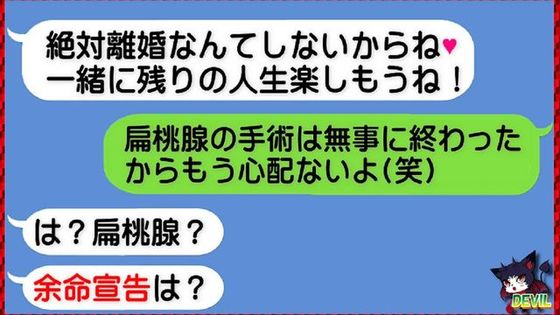 絶対離婚なんてしないからね♥
一緒に残りの人生楽しもうね！
扁桃腺の手術は無事に終わった
からもう心配ないよ(笑)
は？扁桃腺？
余命宣告は？
DEVIL